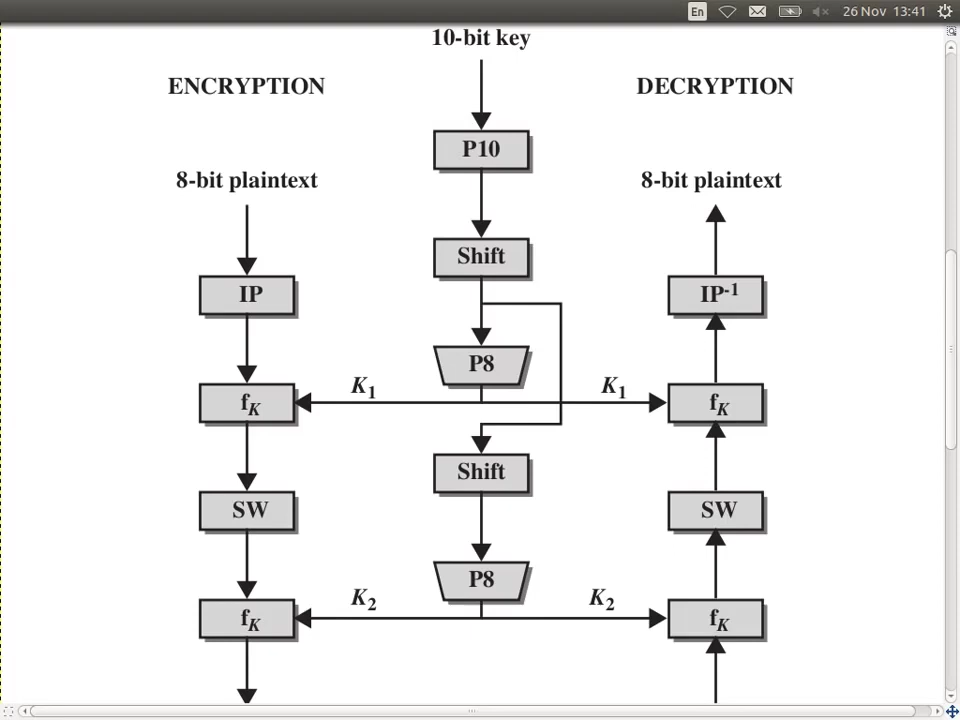 En 26 Nov 13:41
10-bit key
ENCRYPTION
DECRYPTION
P10
8-bit plaintext
8-bit plaintext
Shift
IP
IP-1
P8
K1
K1
fK
fK
Shift
SW
SW
P8
K2
K2
fK
fK